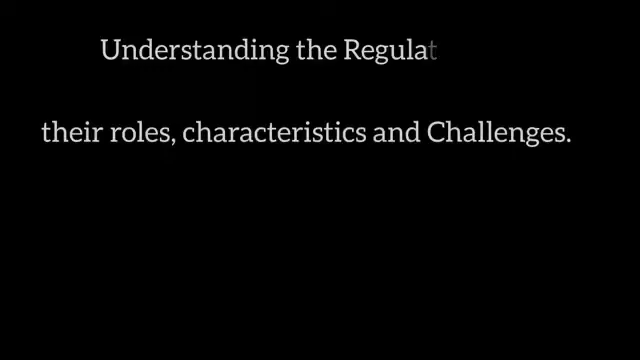 Understanding the Regulat
their roles, characteristics and Challenges.